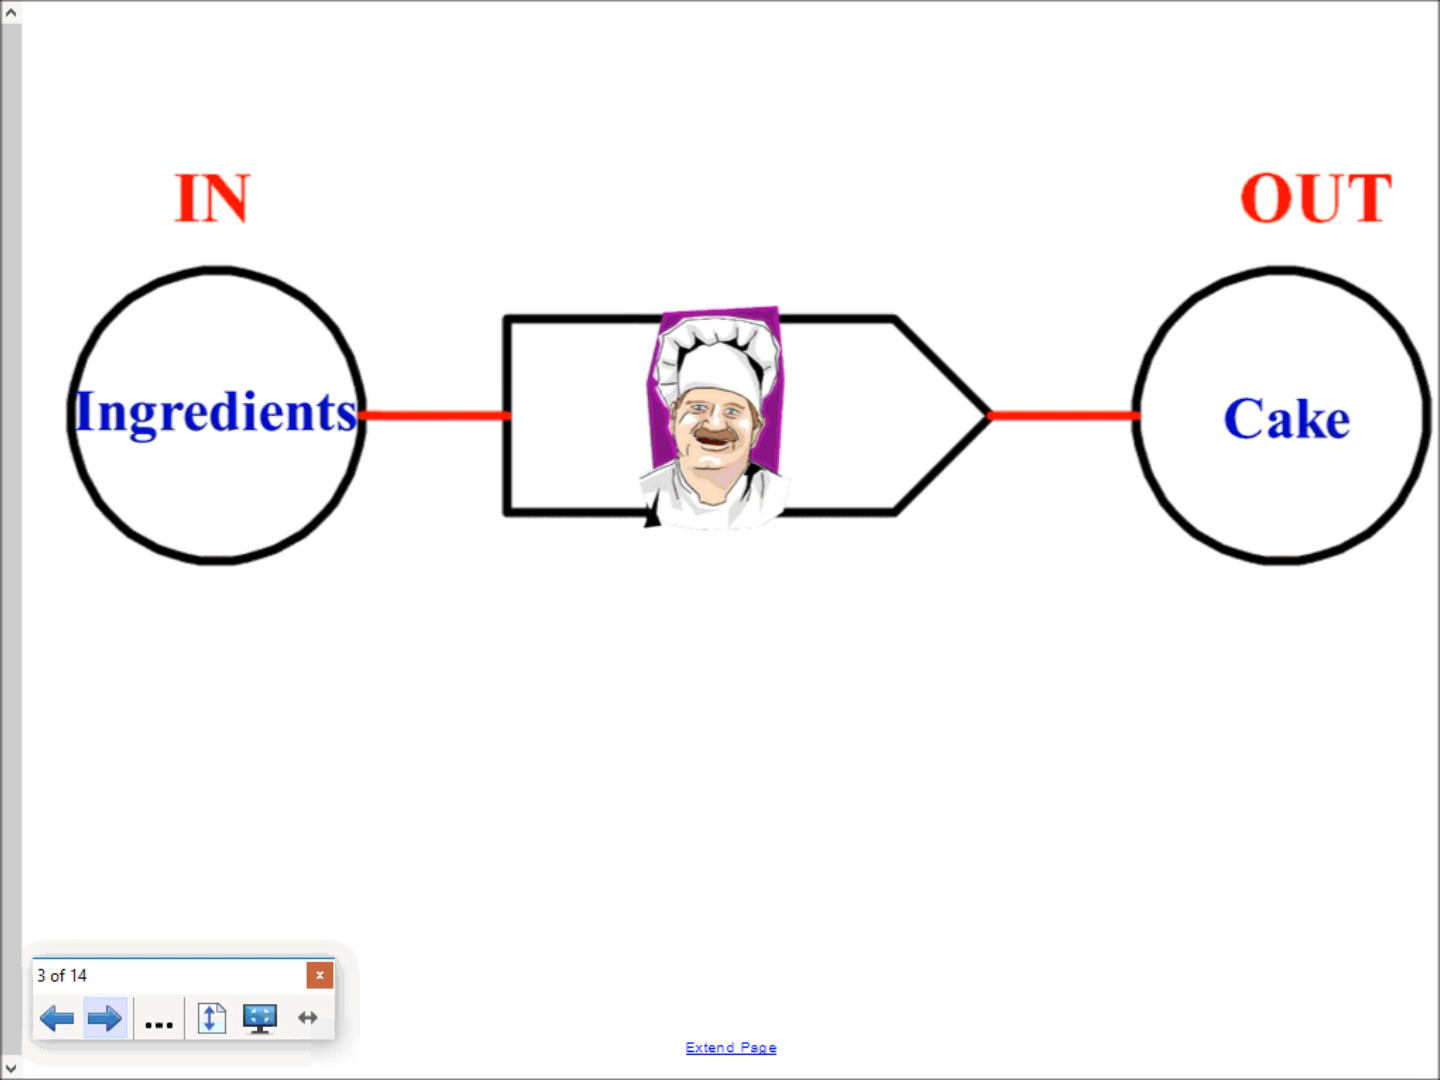 IN
OUT
Ingredients
Cake
3 of 14
x
...
Extend Page